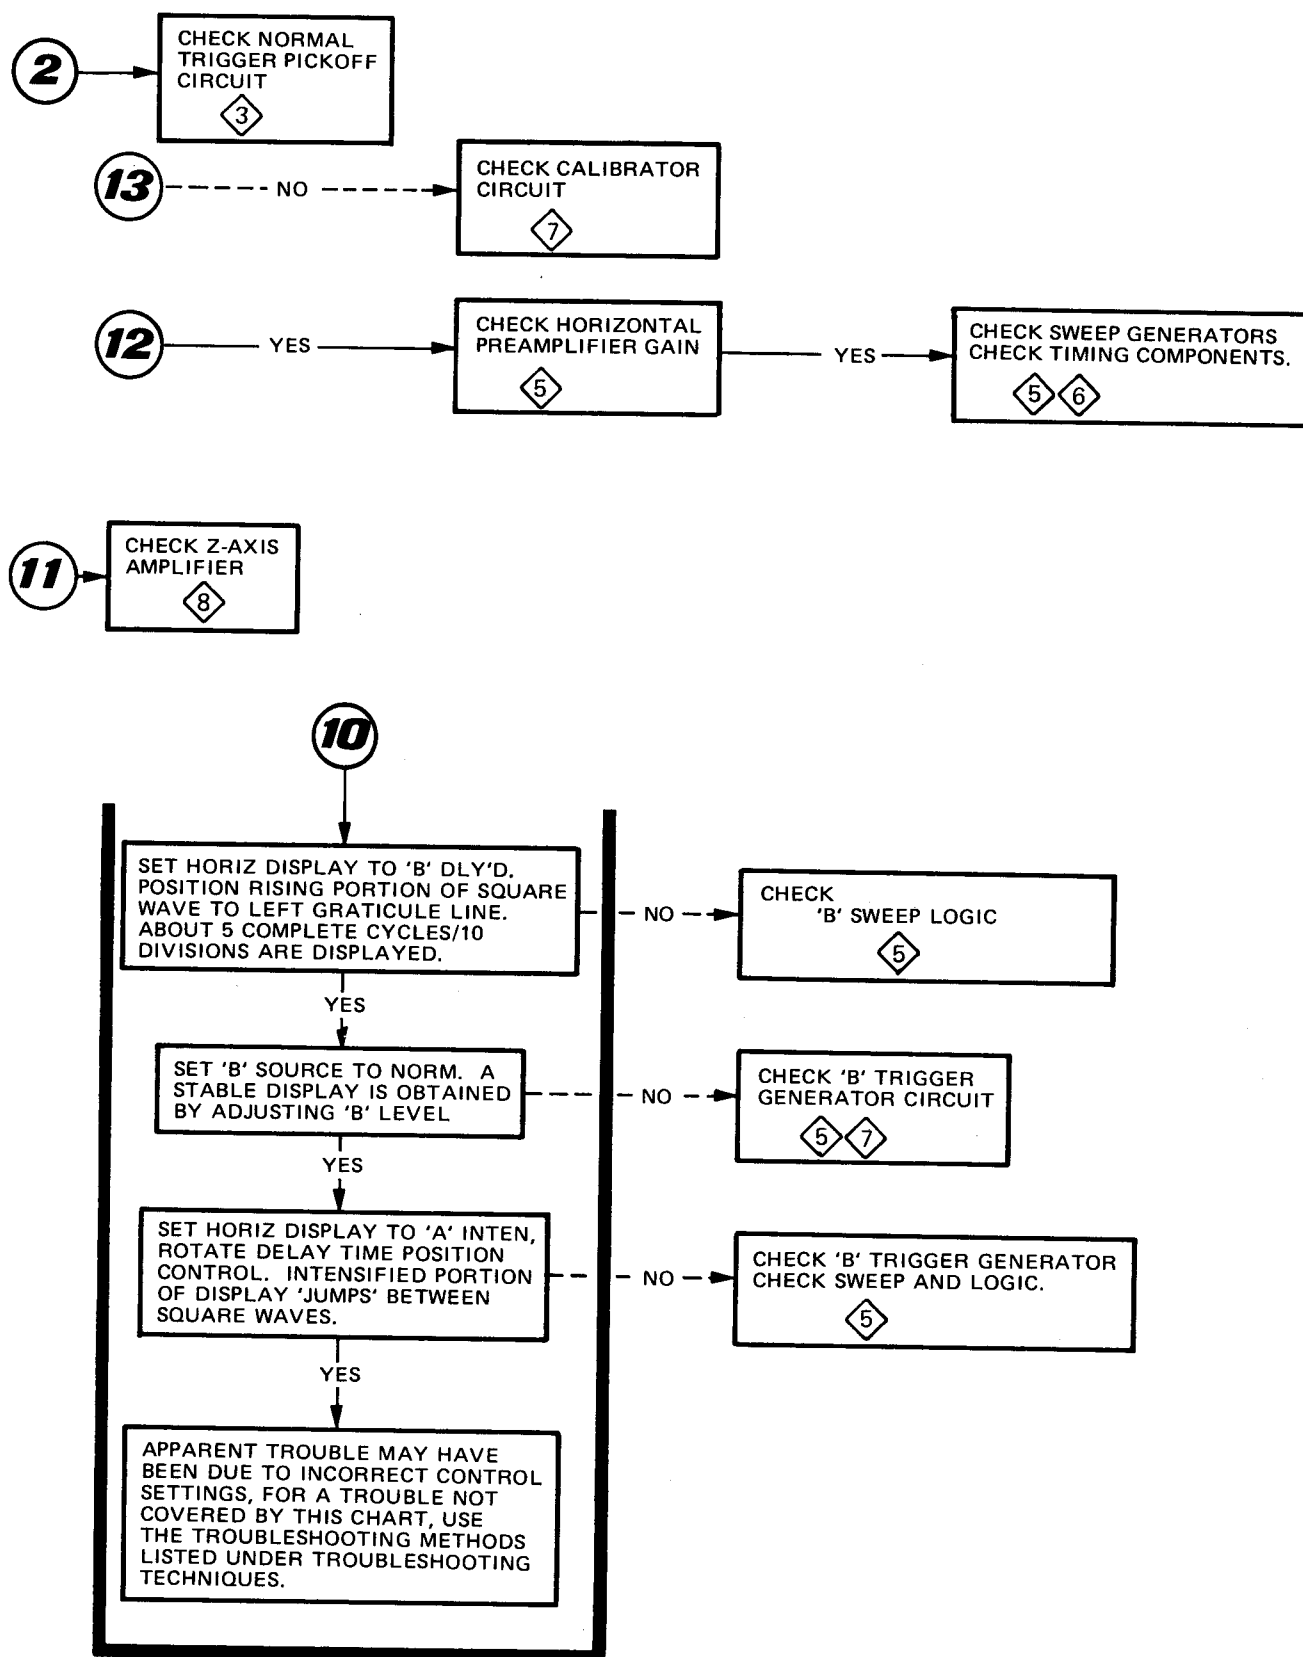 2
CHECK NORMAL
TRIGGER PICKOFF
CIRCUIT
3
13
NO
CHECK CALIBRATOR
CIRCUIT
7
12
YES
CHECK HORIZONTAL
PREAMPLIFIER GAIN
5
YES
CHECK SWEEP GENERATORS
CHECK TIMING COMPONENTS.
5 6
11
CHECK Z-AXIS
AMPLIFIER
8
10
SET HORIZ DISPLAY TO 'B' DLY'D.
POSITION RISING PORTION OF SQUARE
WAVE TO LEFT GRATICULE LINE.
ABOUT 5 COMPLETE CYCLES/10
DIVISIONS ARE DISPLAYED.
NO
CHECK
'B' SWEEP LOGIC
5
YES
SET 'B' SOURCE TO NORM. A
STABLE DISPLAY IS OBTAINED
BY ADJUSTING 'B' LEVEL
NO
CHECK 'B' TRIGGER
GENERATOR CIRCUIT
5 7
YES
SET HORIZ DISPLAY TO 'A' INTEN,
ROTATE DELAY TIME POSITION
CONTROL. INTENSIFIED PORTION
OF DISPLAY 'JUMPS' BETWEEN
SQUARE WAVES.
NO
CHECK 'B' TRIGGER GENERATOR
CHECK SWEEP AND LOGIC.
5
YES
APPARENT TROUBLE MAY HAVE
BEEN DUE TO INCORRECT CONTROL
SETTINGS, FOR A TROUBLE NOT
COVERED BY THIS CHART, USE
THE TROUBLESHOOTING METHODS
LISTED UNDER TROUBLESHOOTING
TECHNIQUES.